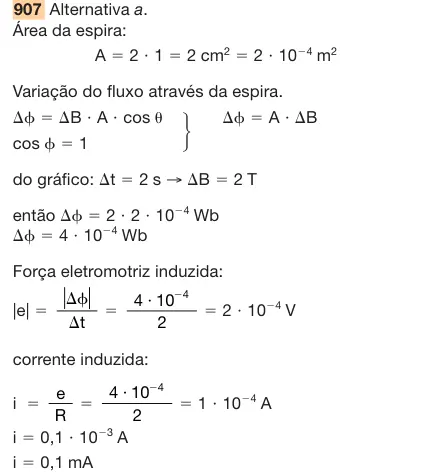 907 Alternativa a.
Área da espira:
A = 2 · 1 = 2 cm² = 2 · 10⁻⁴ m²
Variação do fluxo através da espira.
Δϕ = ΔB · A · cos θ } Δϕ = A · ΔB
cos ϕ = 1
do gráfico: Δt = 2 s → ΔB = 2 T
então Δϕ = 2 · 2 · 10⁻⁴ Wb
Δϕ = 4 · 10⁻⁴ Wb
Força eletromotriz induzida:
|e| = |Δϕ| / Δt = 4 · 10⁻⁴ / 2 = 2 · 10⁻⁴ V
corrente induzida:
i = e / R = 4 · 10⁻⁴ / 2 = 1 · 10⁻⁴ A
i = 0,1 · 10⁻³ A
i = 0,1 mA